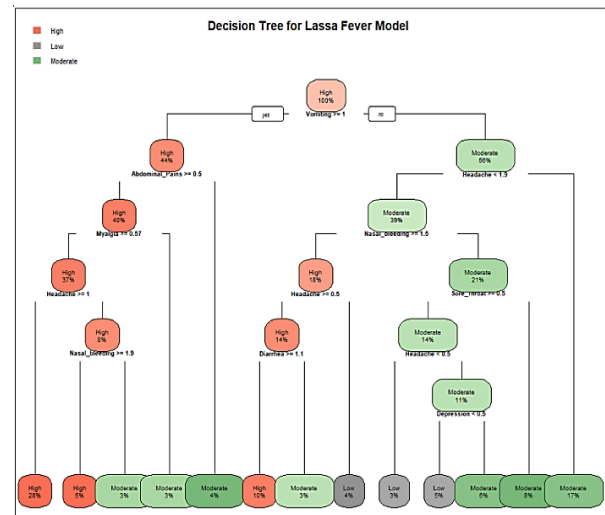 Decision Tree for Lassa Fever Model
High
Low
Moderate
High
100%
yes
Vomiting >= 1
no
High
44%
Abdominal_Pains >= 0.5
Moderate
56%
Headache < 1.9
High
40%
Myalgia >= 0.57
Moderate
39%
Nasal_bleeding >= 1.5
High
37%
Headache >= 1
High
18%
Headache >= 0.5
Moderate
21%
Sore_Throat >= 0.5
High
8%
Nasal_bleeding >= 1.9
High
14%
Diarrhea >= 1.1
Moderate
14%
Headache < 0.5
Moderate
11%
Depression < 0.5
High
28%
High
5%
Moderate
3%
Moderate
3%
Moderate
4%
High
10%
Moderate
3%
Low
4%
Low
3%
Low
5%
Moderate
6%
Moderate
8%
Moderate
17%